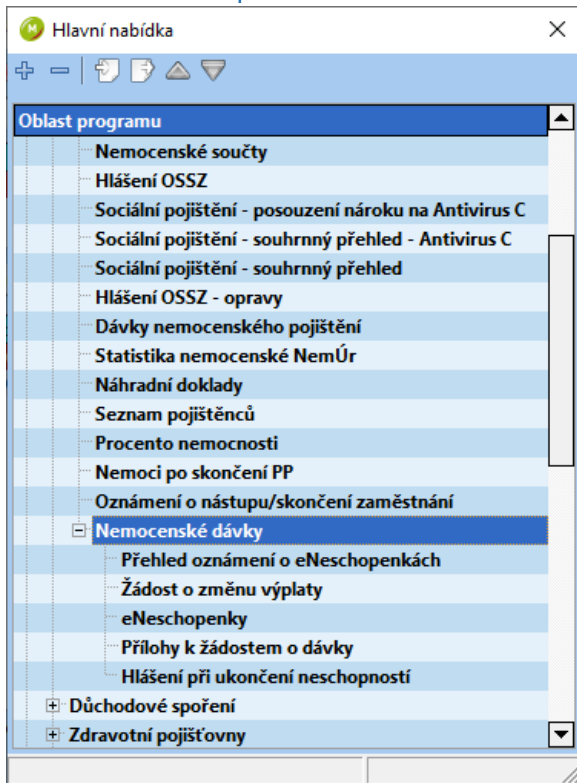 Hlavní nabídka
Oblast programu
Nemocenské součty
Hlášení OSSZ
Sociální pojištění - posouzení nároku na Antivirus C
Sociální pojištění - souhrnný přehled - Antivirus C
Sociální pojištění - souhrnný přehled
Hlášení OSSZ - opravy
Dávky nemocenského pojištění
Statistika nemocenské NemÚr
Náhradní doklady
Seznam pojištěnců
Procento nemocnosti
Nemoci po skončení PP
Oznámení o nástupu/skončení zaměstnání
Nemocenské dávky
Přehled oznámení o eNeschopenkách
Žádost o změnu výplaty
eNeschopenky
Přílohy k žádostem o dávky
Hlášení při ukončení neschopností
Důchodové spoření
Zdravotní pojišťovny